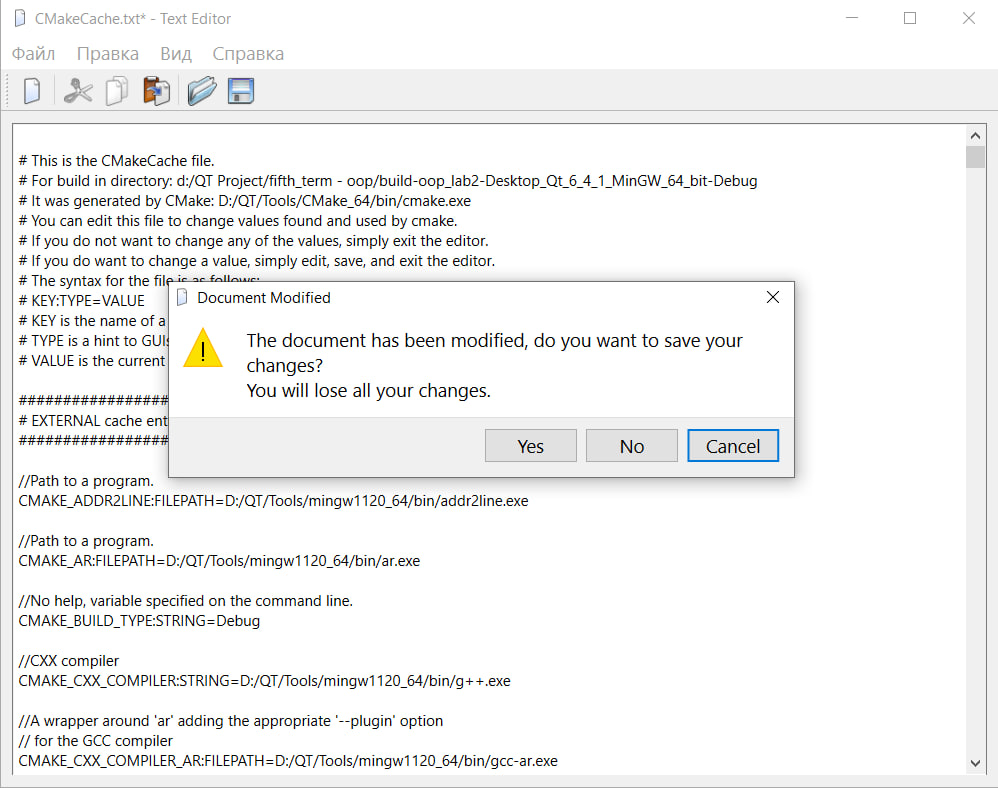 CMakeCache.txt* - Text Editor
Файл Правка Вид Справка
# This is the CMakeCache file.
# For build in directory: d:/QT Project/fifth_term - oop/build-oop_lab2-Desktop_Qt_6_4_1_MinGW_64_bit-Debug
# It was generated by CMake: D:/QT/Tools/CMake_64/bin/cmake.exe
# You can edit this file to change values found and used by cmake.
# If you do not want to change any of the values, simply exit the editor.
# If you do want to change a value, simply edit, save, and exit the editor.
# The syntax for the file is as follows:
# KEY:TYPE=VALUE
# KEY is the name of a
# TYPE is a hint to GUIs
# VALUE is the current
Document Modified
The document has been modified, do you want to save your
changes?
You will lose all your changes.
Yes No Cancel
##################
# EXTERNAL cache ent
##################
//Path to a program.
CMAKE_ADDR2LINE:FILEPATH=D:/QT/Tools/mingw1120_64/bin/addr2line.exe
//Path to a program.
CMAKE_AR:FILEPATH=D:/QT/Tools/mingw1120_64/bin/ar.exe
//No help, variable specified on the command line.
CMAKE_BUILD_TYPE:STRING=Debug
//CXX compiler
CMAKE_CXX_COMPILER:STRING=D:/QT/Tools/mingw1120_64/bin/g++.exe
//A wrapper around 'ar' adding the appropriate '--plugin' option
// for the GCC compiler
CMAKE_CXX_COMPILER_AR:FILEPATH=D:/QT/Tools/mingw1120_64/bin/gcc-ar.exe